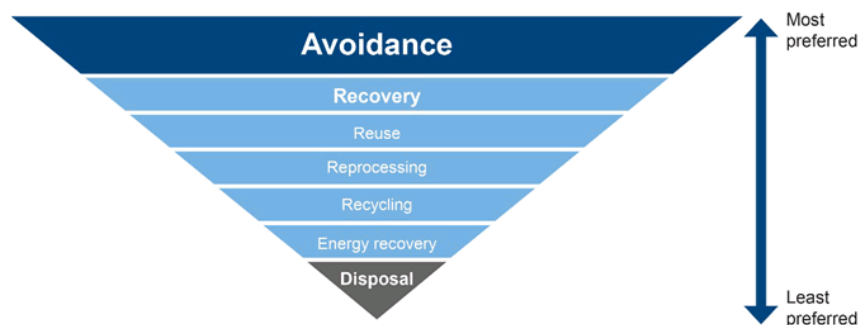 Avoidance
Recovery
Reuse
Reprocessing
Recycling
Energy recovery
Disposal
Most
preferred
Least
preferred